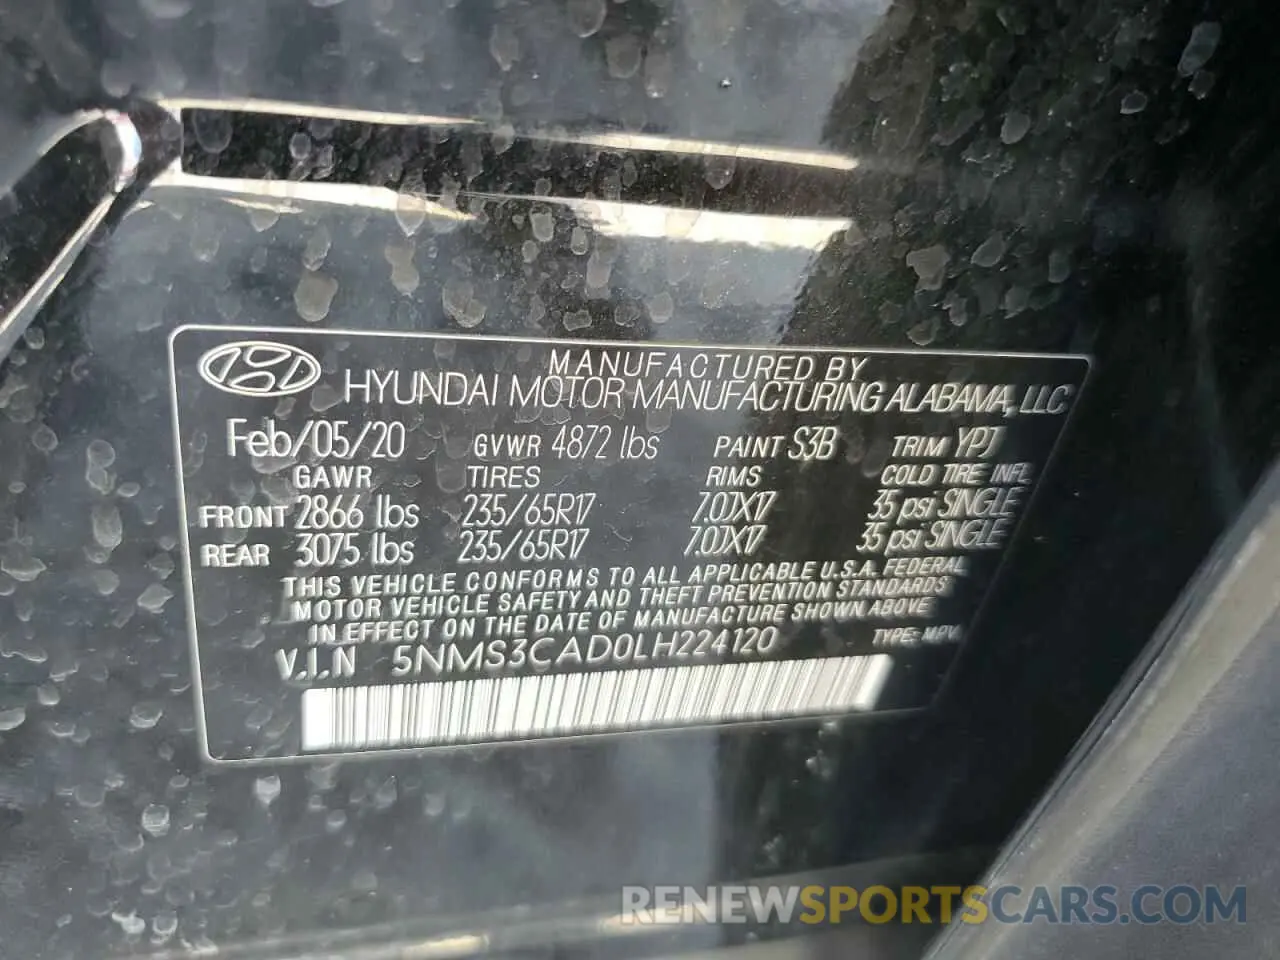 MANUFACTURED BY
HYUNDAI MOTOR MANUFACTURING ALABAMA, LLC
Feb/05/20 GVWR 4872 lbs PAINT S3B TRIM YPJ
GAWR TIRES RIMS COLD TIRE INFL
FRONT 2866 lbs 235/65R17 7.0JX17 35 psi SINGLE
REAR 3075 lbs 235/65R17 7.0JX17 35 psi SINGLE
THIS VEHICLE CONFORMS TO ALL APPLICABLE U.S.A. FEDERAL
MOTOR VEHICLE SAFETY AND THEFT PREVENTION STANDARDS
IN EFFECT ON THE DATE OF MANUFACTURE SHOWN ABOVE
V.I.N 5NMS3CAD0LH224120 TYPE: MPV
RENEWSPORTSCARS.COM